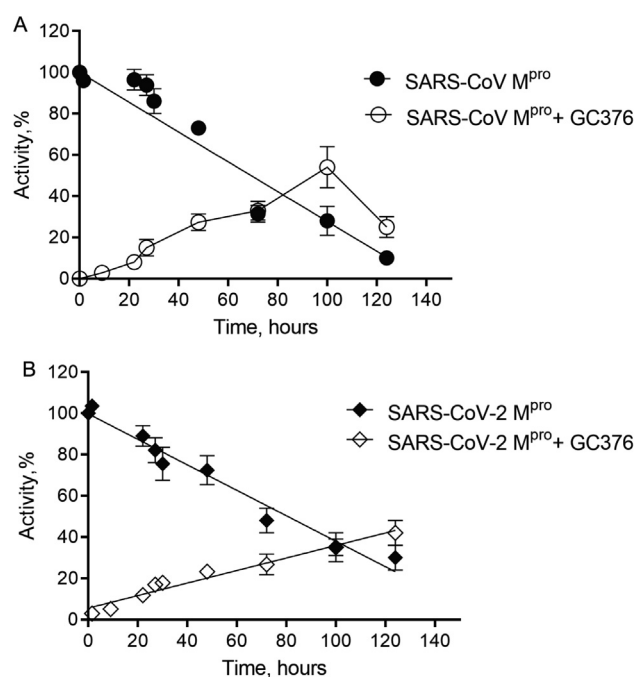 A
120
100
80
60
40
20
0
Activity, %
0 20 40 60 80 100 120 140
Time, hours
SARS-CoV Mpro
SARS-CoV Mpro+ GC376
B
120
100
80
60
40
20
0
Activity, %
0 20 40 60 80 100 120 140
Time, hours
SARS-CoV-2 Mpro
SARS-CoV-2 Mpro+ GC376